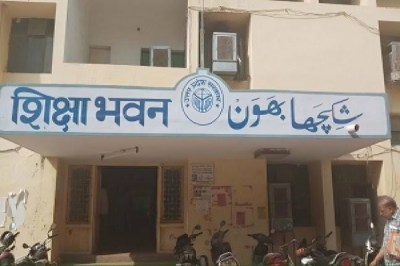 शिक्षा भवन
شکچھا بھون